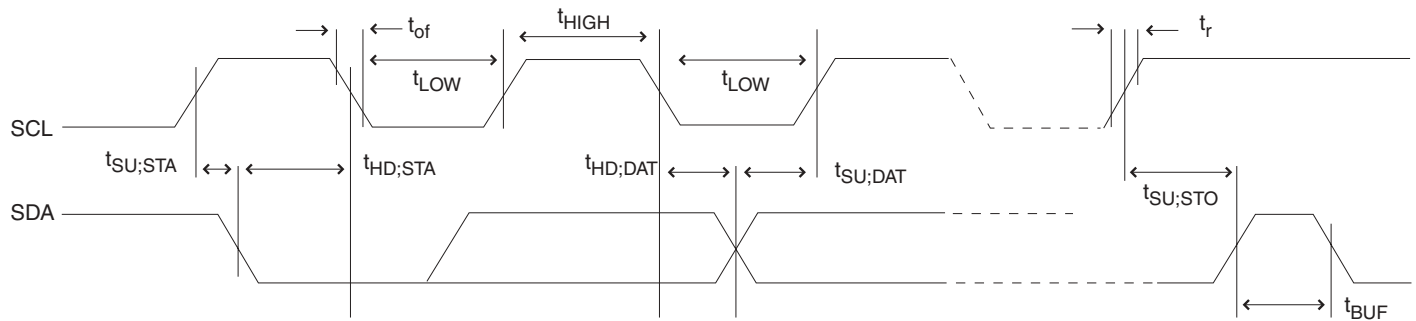 t_of
t_HIGH
t_r
t_LOW
t_LOW
SCL
t_SU;STA
t_HD;STA
t_HD;DAT
t_SU;DAT
t_SU;STO
SDA
t_BUF